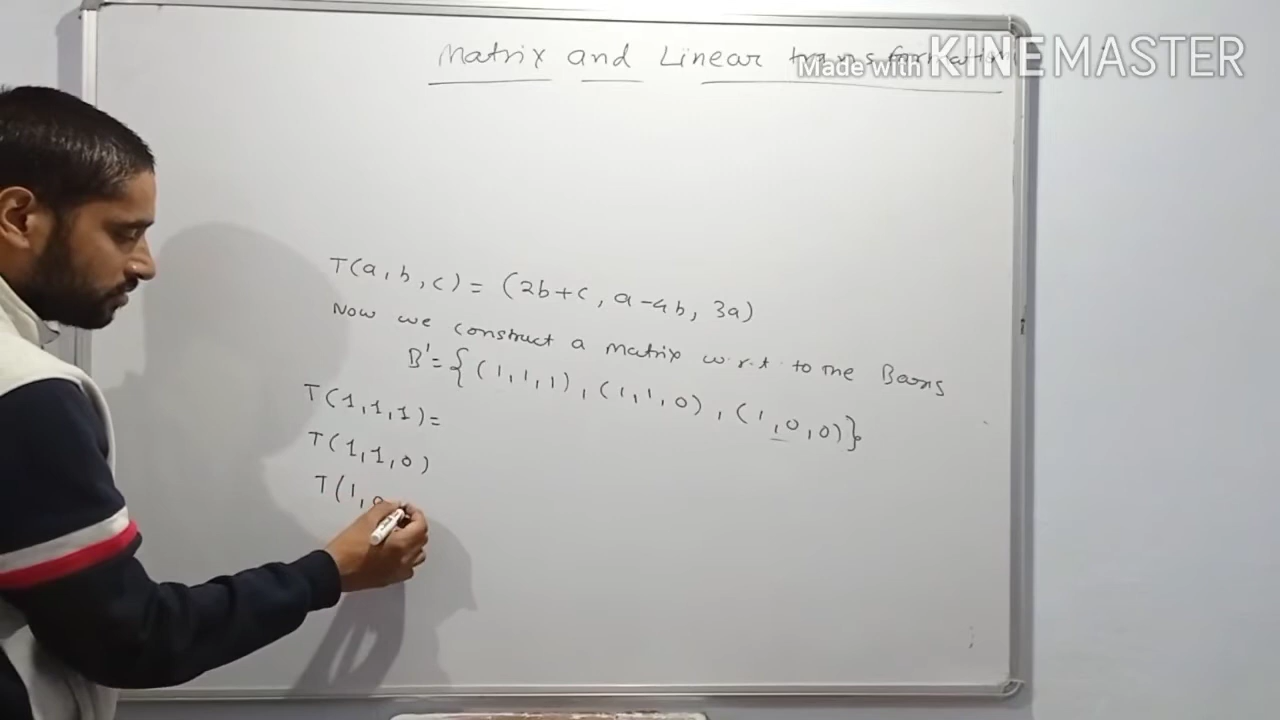 Matrix and Linear transformation
Made with KINEMASTER
T(a, b, c) = (2b+c, a-4b, 3a)
Now we construct a matrix w.r.t. to the Basis
B' = {(1,1,1), (1,1,0), (1,0,0)}
T(1,1,1) =
T(1,1,0)
T(1, 0